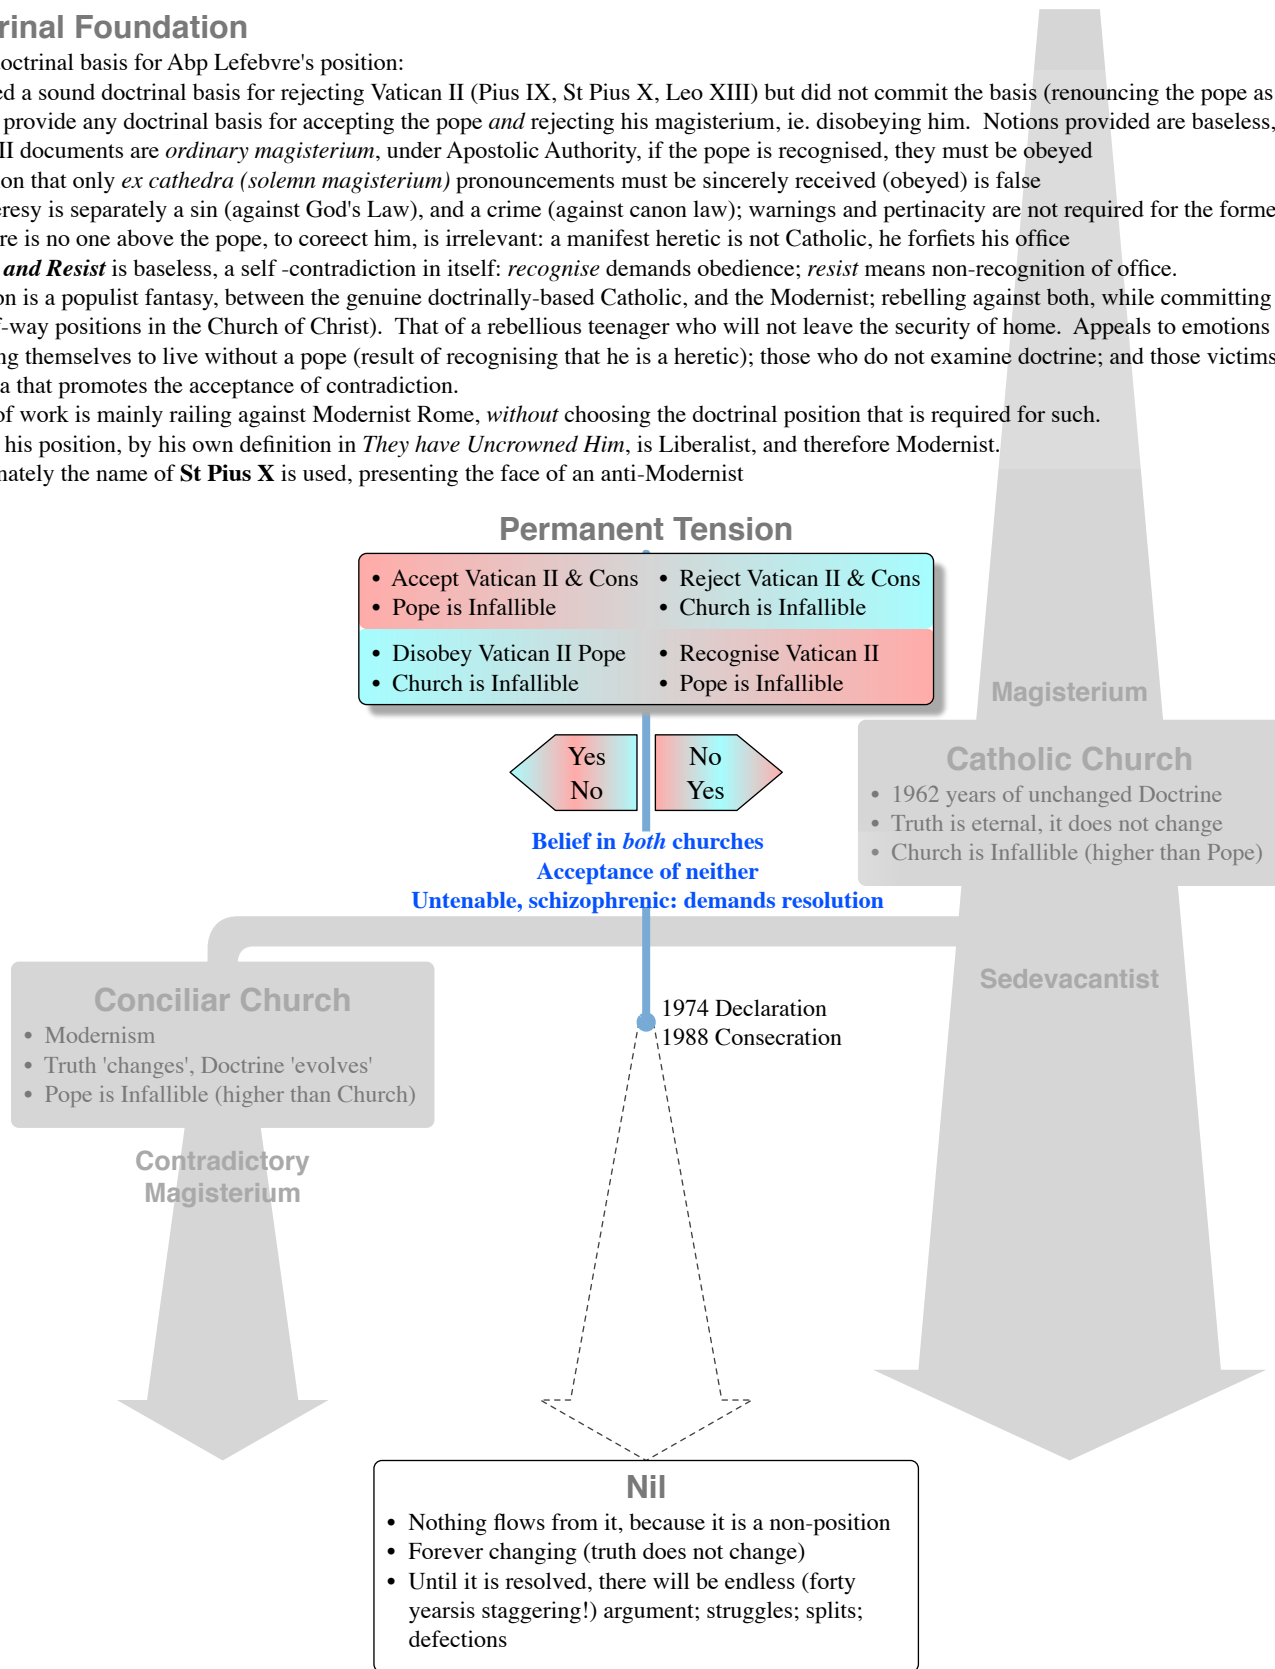 rinal Foundation
octrinal basis for Abp Lefebvre's position:
ed a sound doctrinal basis for rejecting Vatican II (Pius IX, St Pius X, Leo XIII) but did not commit the basis (renouncing the pope as
provide any doctrinal basis for accepting the pope and rejecting his magisterium, ie. disobeying him. Notions provided are baseless,
II documents are ordinary magisterium, under Apostolic Authority, if the pope is recognised, they must be obeyed
ion that only ex cathedra (solemn magisterium) pronouncements must be sincerely received (obeyed) is false
eresy is separately a sin (against God's Law), and a crime (against canon law); warnings and pertinacity are not required for the forme
re is no one above the pope, to coreect him, is irrelevant: a manifest heretic is not Catholic, he forfiets his office
and Resist is baseless, a self -contradiction in itself: recognise demands obedience; resist means non-recognition of office.
on is a populist fantasy, between the genuine doctrinally-based Catholic, and the Modernist; rebelling against both, while committing
f-way positions in the Church of Christ). That of a rebellious teenager who will not leave the security of home. Appeals to emotions
ng themselves to live without a pope (result of recognising that he is a heretic); those who do not examine doctrine; and those victims
a that promotes the acceptance of contradiction.
of work is mainly railing against Modernist Rome, without choosing the doctrinal position that is required for such.
his position, by his own definition in They have Uncrowned Him, is Liberalist, and therefore Modernist.
nately the name of St Pius X is used, presenting the face of an anti-Modernist
Permanent Tension
• Accept Vatican II & Cons
• Pope is Infallible
• Reject Vatican II & Cons
• Church is Infallible
• Disobey Vatican II Pope
• Church is Infallible
• Recognise Vatican II
• Pope is Infallible
Yes
No
No
Yes
Belief in both churches
Acceptance of neither
Untenable, schizophrenic: demands resolution
Magisterium
Catholic Church
• 1962 years of unchanged Doctrine
• Truth is eternal, it does not change
• Church is Infallible (higher than Pope)
Sedevacantist
Conciliar Church
• Modernism
• Truth 'changes', Doctrine 'evolves'
• Pope is Infallible (higher than Church)
Contradictory
Magisterium
1974 Declaration
1988 Consecration
Nil
• Nothing flows from it, because it is a non-position
• Forever changing (truth does not change)
• Until it is resolved, there will be endless (forty
yearsis staggering!) argument; struggles; splits;
defections